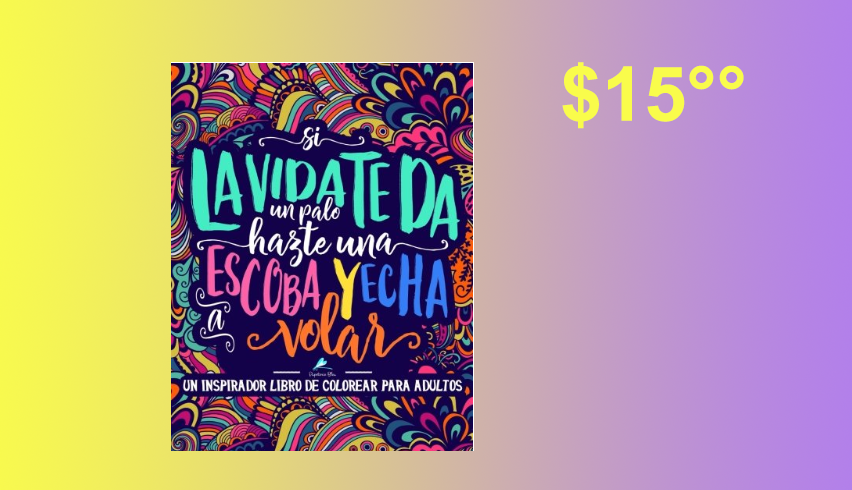 $15°°
si
LA VIDA TE DA
un palo
hazte una
ESCOBA Y ECHA
a
volar
UN INSPIRADOR LIBRO DE COLOREAR PARA ADULTOS